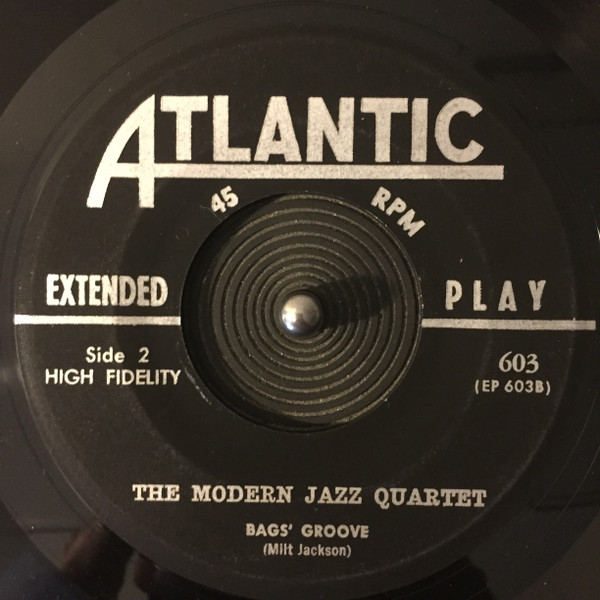 ATLANTIC
45 RPM
EXTENDED PLAY
Side 2
HIGH FIDELITY
603
(EP 603B)
THE MODERN JAZZ QUARTET
BAGS' GROOVE
(Milt Jackson)